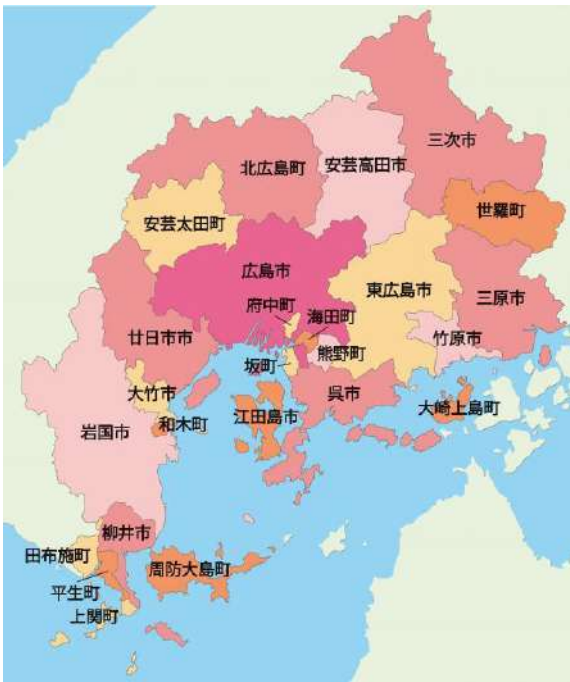 三次市
安芸高田市
北広島町
世羅町
安芸太田町
広島市
東広島市
三原市
府中町
海田町
廿日市市
竹原市
熊野町
坂町
大竹市
呉市
大崎上島町
江田島市
和木町
岩国市
柳井市
田布施町
周防大島町
平生町
上関町